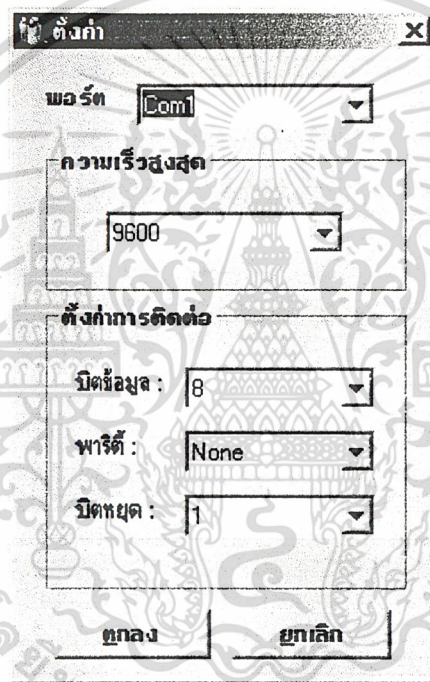 ตั้งค่า
พอร์ต Com1
ความเร็วสูงสุด
9600
ตั้งค่าการติดต่อ
บิตข้อมูล : 8
พาริตี้ : None
บิตหยุด : 1
ตกลง ยกเลิก